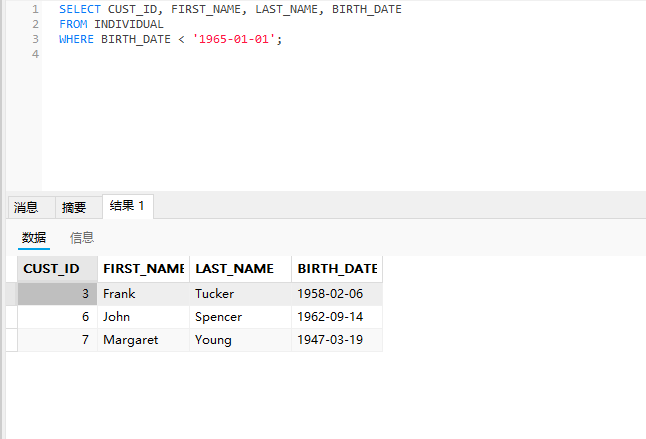 1 SELECT CUST_ID, FIRST_NAME, LAST_NAME, BIRTH_DATE
2 FROM INDIVIDUAL
3 WHERE BIRTH_DATE < '1965-01-01';
4
消息 摘要 结果 1
数据 信息
CUST_ID FIRST_NAME LAST_NAME BIRTH_DATE
3 Frank Tucker 1958-02-06
6 John Spencer 1962-09-14
7 Margaret Young 1947-03-19